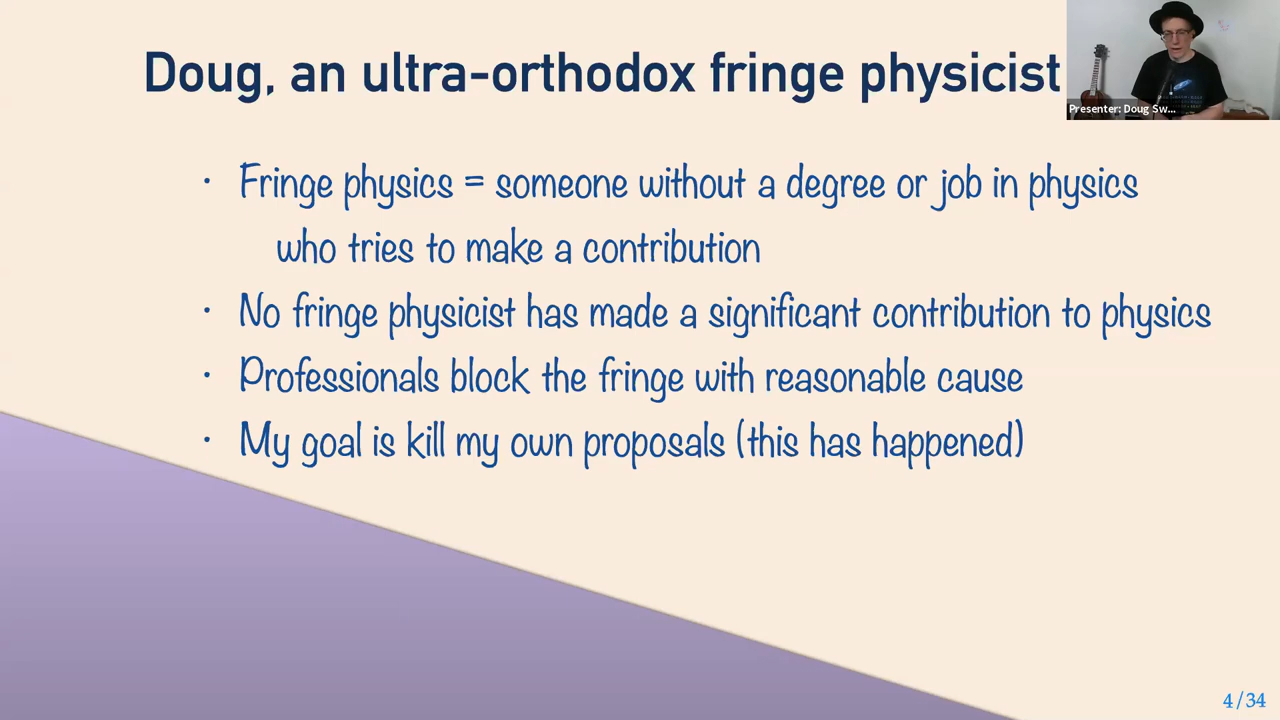 Doug, an ultra-orthodox fringe physicist
Presenter: Doug Sw...
· Fringe physics = someone without a degree or job in physics
who tries to make a contribution
· No fringe physicist has made a significant contribution to physics
· Professionals block the fringe with reasonable cause
· My goal is kill my own proposals (this has happened)
4/34